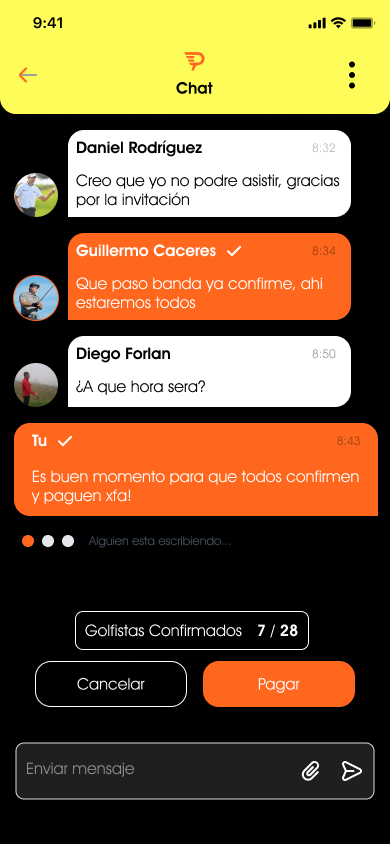 9:41
Chat
Daniel Rodríguez 8:32
Creo que yo no podre asistir, gracias
por la invitación
Guillermo Caceres 8:34
Que paso banda ya confirme, ahi
estaremos todos
Diego Forlan 8:50
¿A que hora sera?
Tu 8:43
Es buen momento para que todos confirmen
y paguen xfa!
Alguien esta escribiendo...
Golfistas Confirmados 7 / 28
Cancelar Pagar
Enviar mensaje